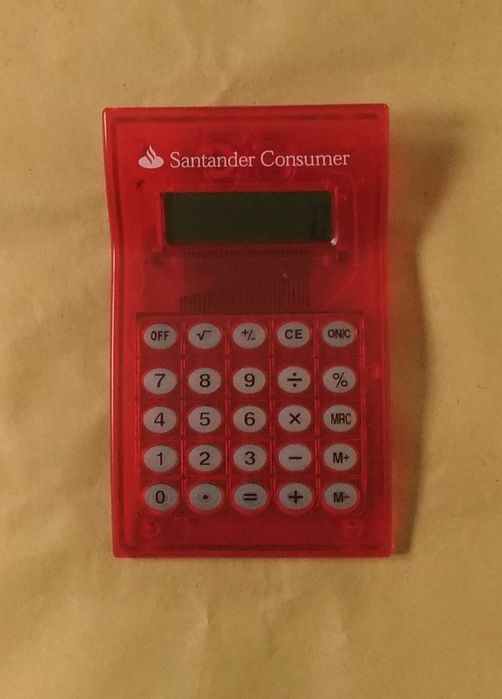 Santander Consumer
OFF √‾ +/− CE ON/C
7 8 9 ÷ %
4 5 6 × MRC
1 2 3 − M+
0 . = + M−